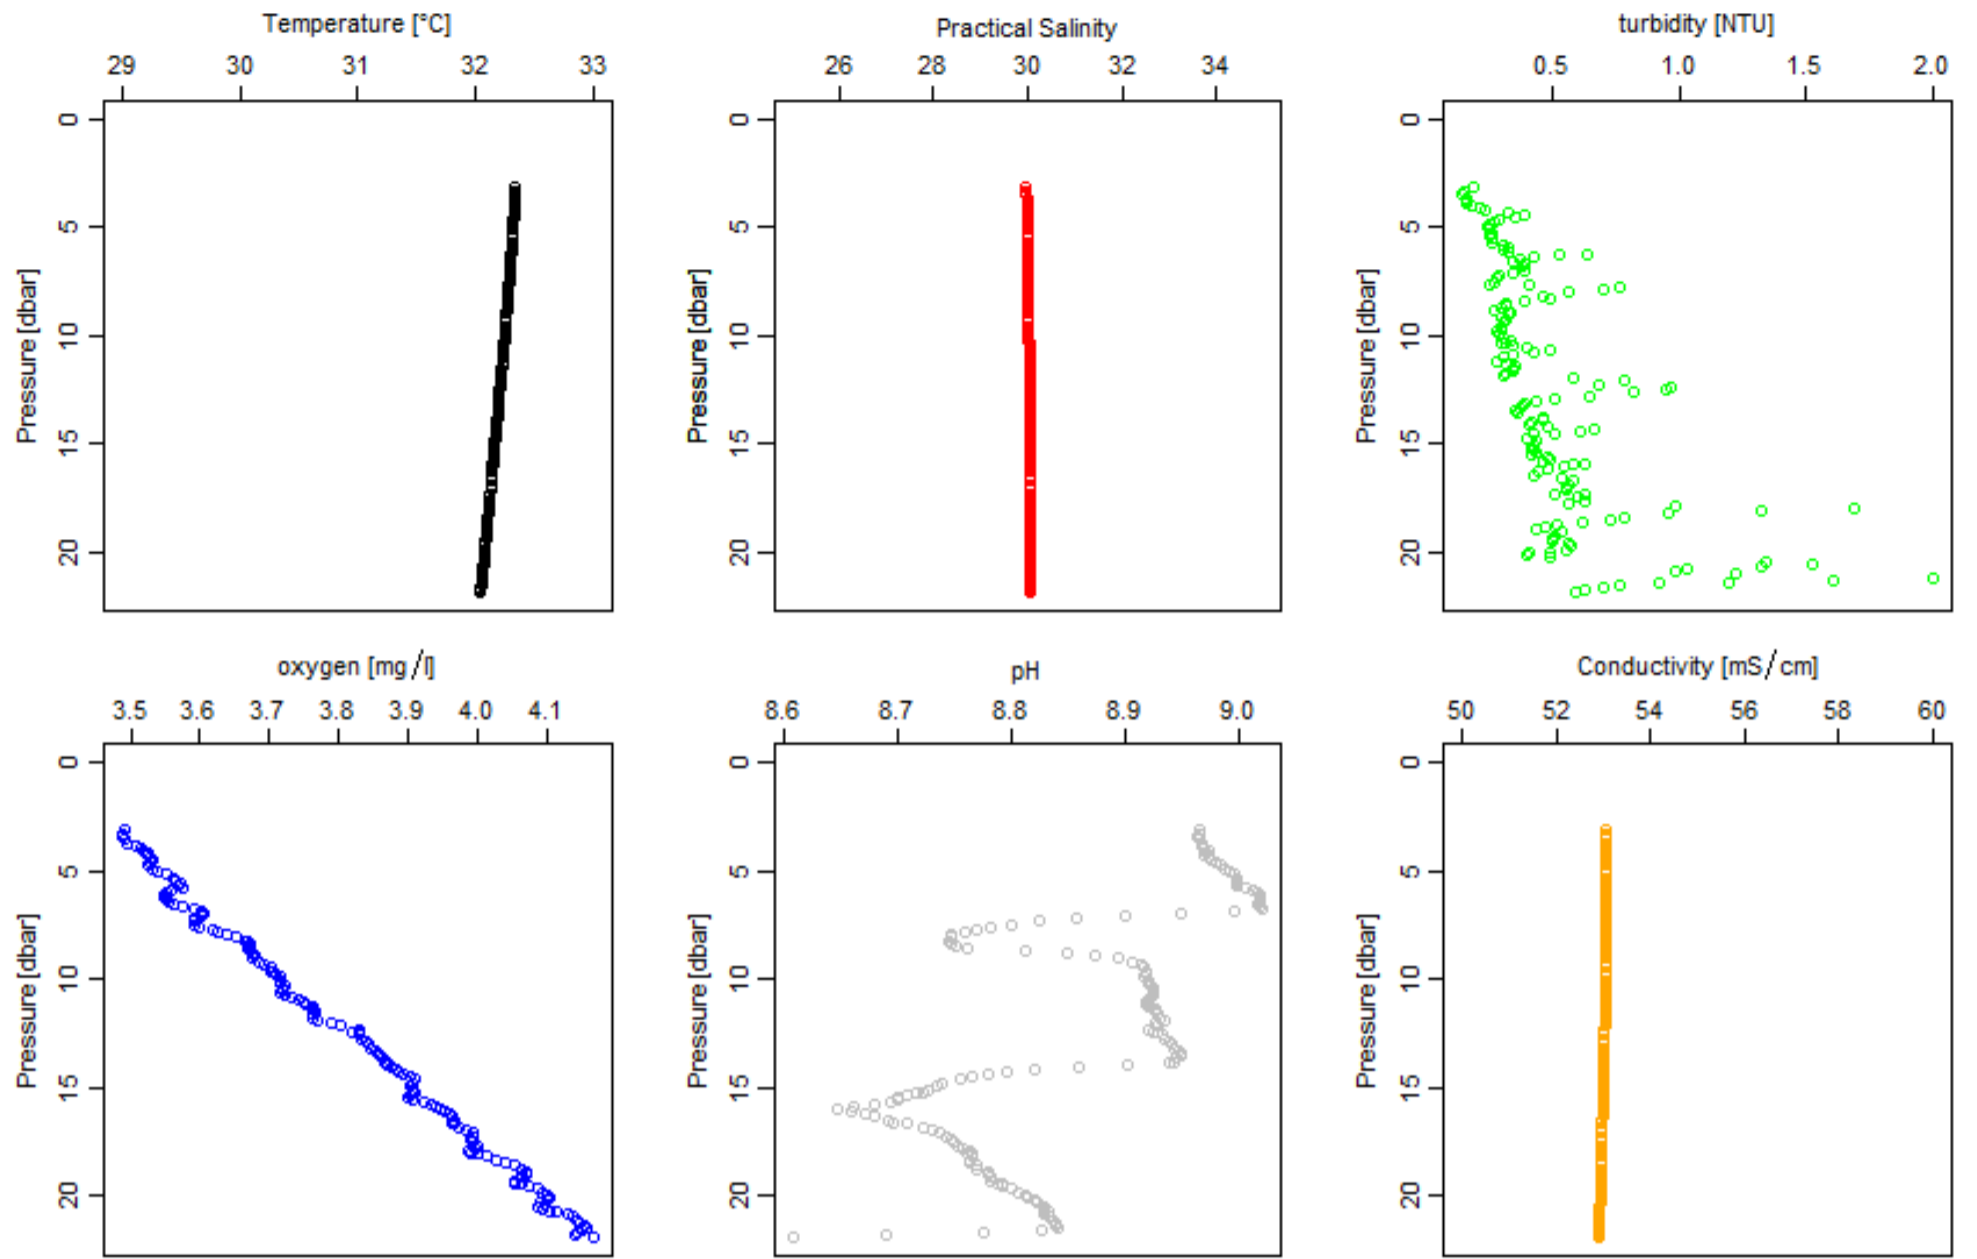 Temperature [°C]
29 30 31 32 33
Pressure [dbar]
0 5 10 15 20
Practical Salinity
26 28 30 32 34
Pressure [dbar]
0 5 10 15 20
turbidity [NTU]
0.5 1.0 1.5 2.0
Pressure [dbar]
0 5 10 15 20
oxygen [mg/l]
3.5 3.6 3.7 3.8 3.9 4.0 4.1
Pressure [dbar]
0 5 10 15 20
pH
8.6 8.7 8.8 8.9 9.0
Pressure [dbar]
0 5 10 15 20
Conductivity [mS/cm]
50 52 54 56 58 60
Pressure [dbar]
0 5 10 15 20